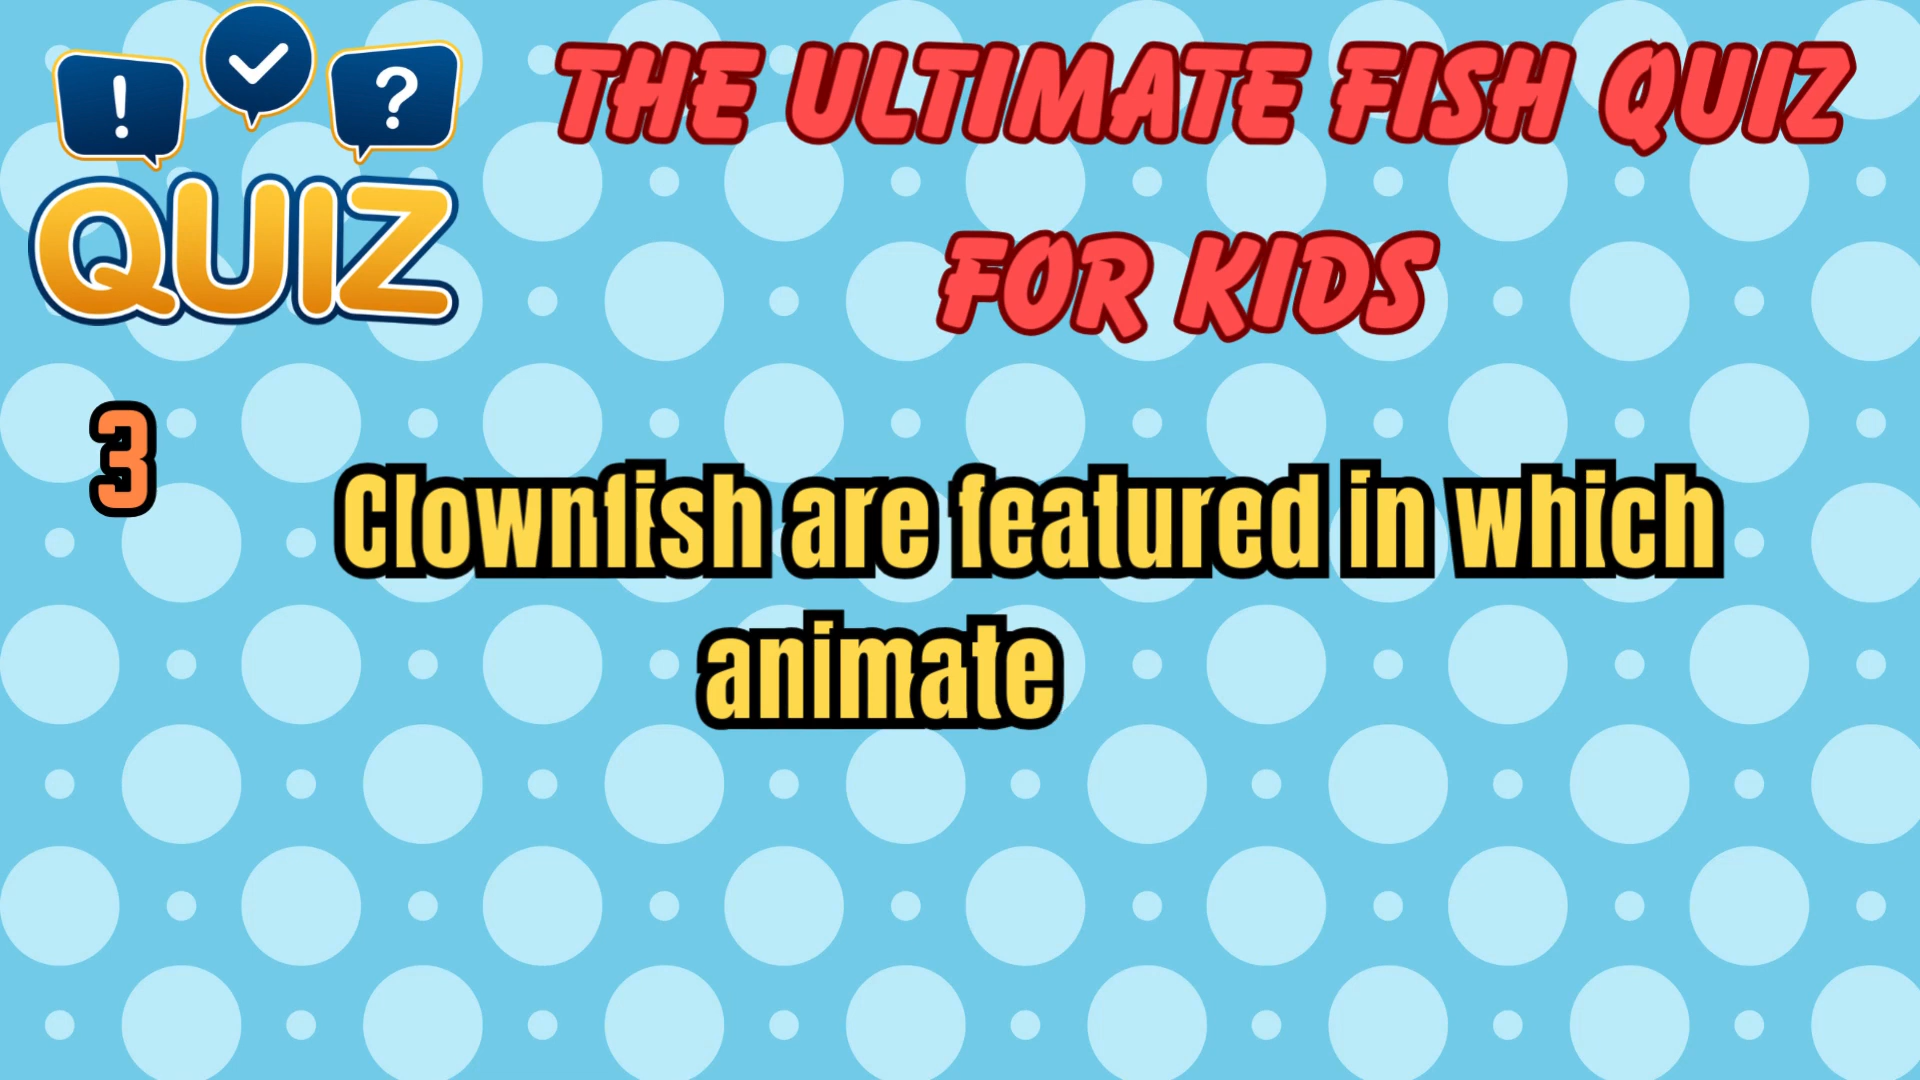 ! ?
QUIZ
THE ULTIMATE FISH QUIZ
FOR KIDS
3
Clownfish are featured in which
animate